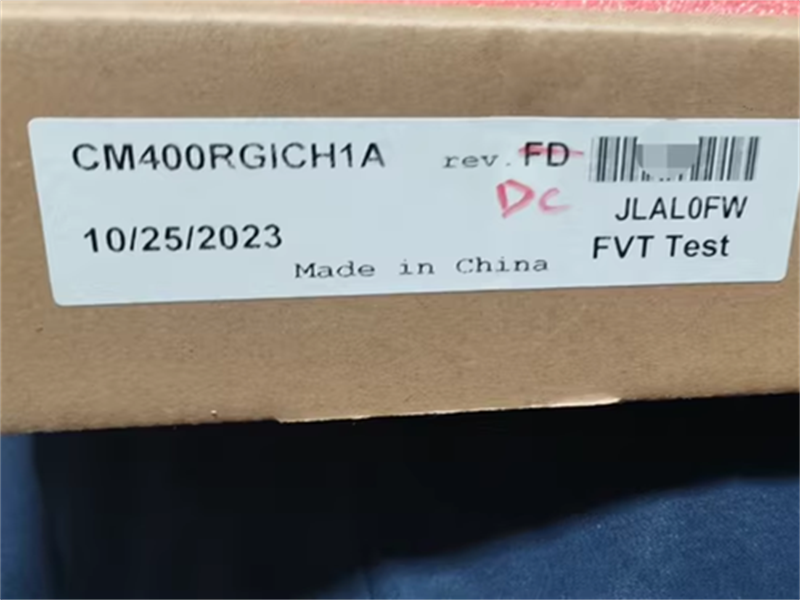 CM400RGICH1A rev. FD
Dc
JLAL0FW
10/25/2023 FVT Test
Made in China